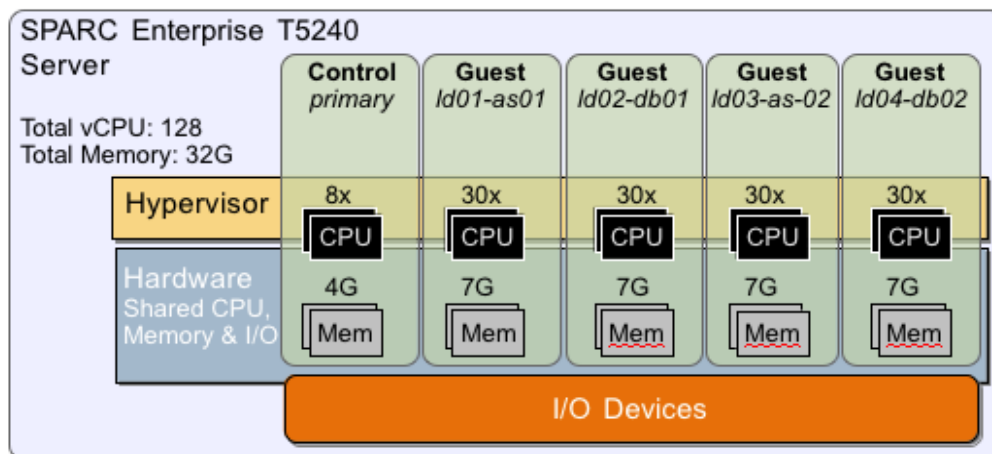 SPARC Enterprise T5240
Server
Total vCPU: 128
Total Memory: 32G
Control
primary
Guest
ld01-as01
Guest
ld02-db01
Guest
ld03-as-02
Guest
ld04-db02
Hypervisor
8x
CPU
30x
CPU
30x
CPU
30x
CPU
30x
CPU
Hardware
Shared CPU,
Memory & I/O
4G
Mem
7G
Mem
7G
Mem
7G
Mem
7G
Mem
I/O Devices